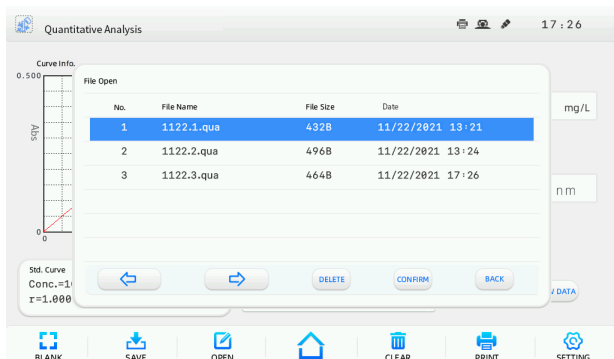 Quantitative Analysis 17:26
Curve Info.
0.500
File Open
No. File Name File Size Date
mg/L
1 1122.1.qua 432B 11/22/2021 13:21
Abs
2 1122.2.qua 496B 11/22/2021 13:24
3 1122.3.qua 464B 11/22/2021 17:26
nm
0
0
Std. Curve
DELETE CONFIRM BACK
Conc.=1
DATA
r=1.000
BLANK SAVE OPEN CLEAR PRINT SETTING